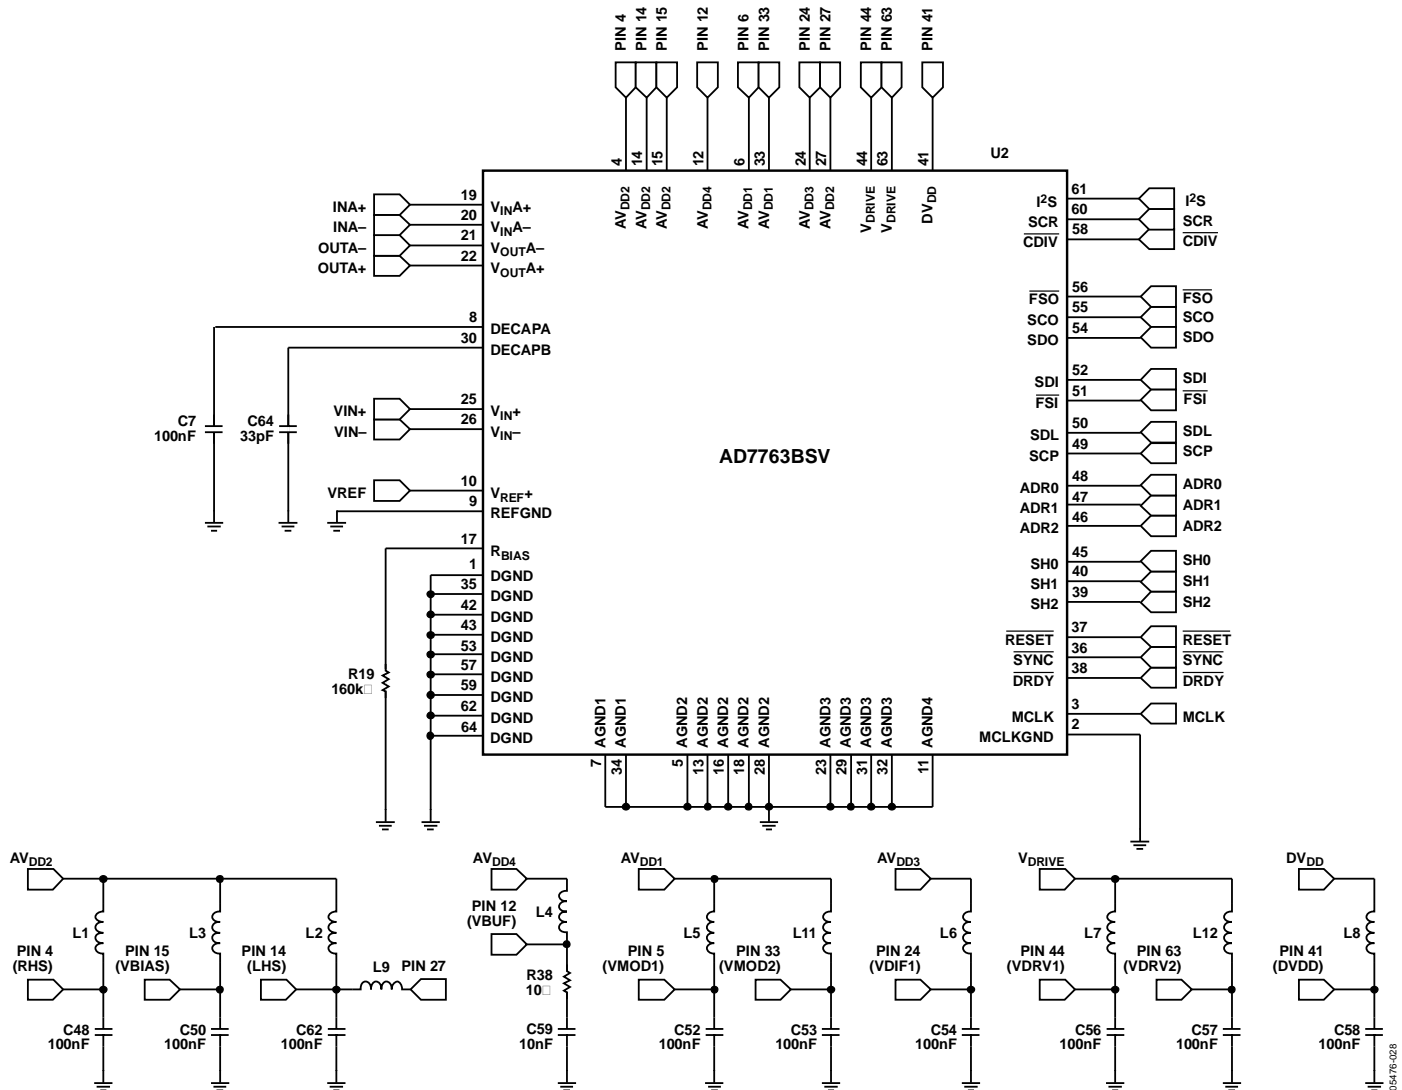 PIN 4
PIN 14
PIN 15
PIN 12
PIN 6
PIN 33
PIN 24
PIN 27
PIN 44
PIN 63
PIN 41
U2
4
14
15
12
6
33
24
27
44
63
41
AVDD2
AVDD2
AVDD2
AVDD4
AVDD1
AVDD1
AVDD3
AVDD2
VDRIVE
VDRIVE
DVDD
INA+ 19 VINA+
INA– 20 VINA–
OUTA– 21 VOUTA–
OUTA+ 22 VOUTA+
8 DECAPA
30 DECAPB
C7
100nF
C64
33pF
VIN+ 25 VIN+
VIN– 26 VIN–
VREF 10 VREF+
9 REFGND
17 RBIAS
1 DGND
35 DGND
42 DGND
43 DGND
53 DGND
57 DGND
59 DGND
62 DGND
64 DGND
R19
160k□
AD7763BSV
I2S 61 I2S
SCR 60 SCR
CDIV 58 CDIV
FSO 56 FSO
SCO 55 SCO
SDO 54 SDO
SDI 52 SDI
FSI 51 FSI
SDL 50 SDL
SCP 49 SCP
ADR0 48 ADR0
ADR1 47 ADR1
ADR2 46 ADR2
SH0 45 SH0
SH1 40 SH1
SH2 39 SH2
RESET 37 RESET
SYNC 36 SYNC
DRDY 38 DRDY
MCLK 3 MCLK
MCLKGND 2
AGND1
AGND1
AGND2
AGND2
AGND2
AGND2
AGND2
AGND3
AGND3
AGND3
AGND3
AGND4
7
34
5
13
16
18
28
23
29
31
32
11
AVDD2
L1
L3
L2
PIN 4
(RHS)
PIN 15
(VBIAS)
PIN 14
(LHS)
L9
PIN 27
C48
100nF
C50
100nF
C62
100nF
AVDD4
PIN 12
(VBUF)
L4
R38
10□
C59
10nF
AVDD1
L5
L11
PIN 5
(VMOD1)
PIN 33
(VMOD2)
C52
100nF
C53
100nF
AVDD3
L6
PIN 24
(VDIF1)
C54
100nF
VDRIVE
L7
L12
PIN 44
(VDRV1)
PIN 63
(VDRV2)
C56
100nF
C57
100nF
DVDD
L8
PIN 41
(DVDD)
C58
100nF
05476-028